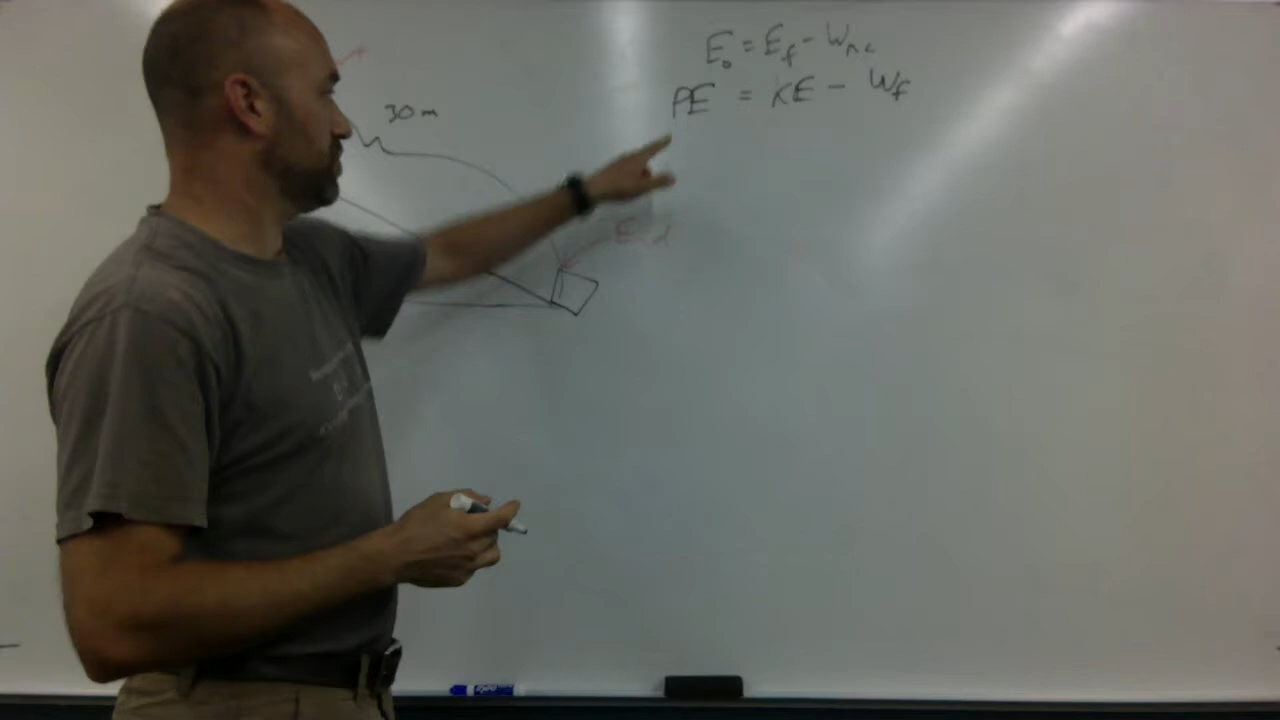 E₀ = E_f - W_nc
PE = KE - W_f
30 m